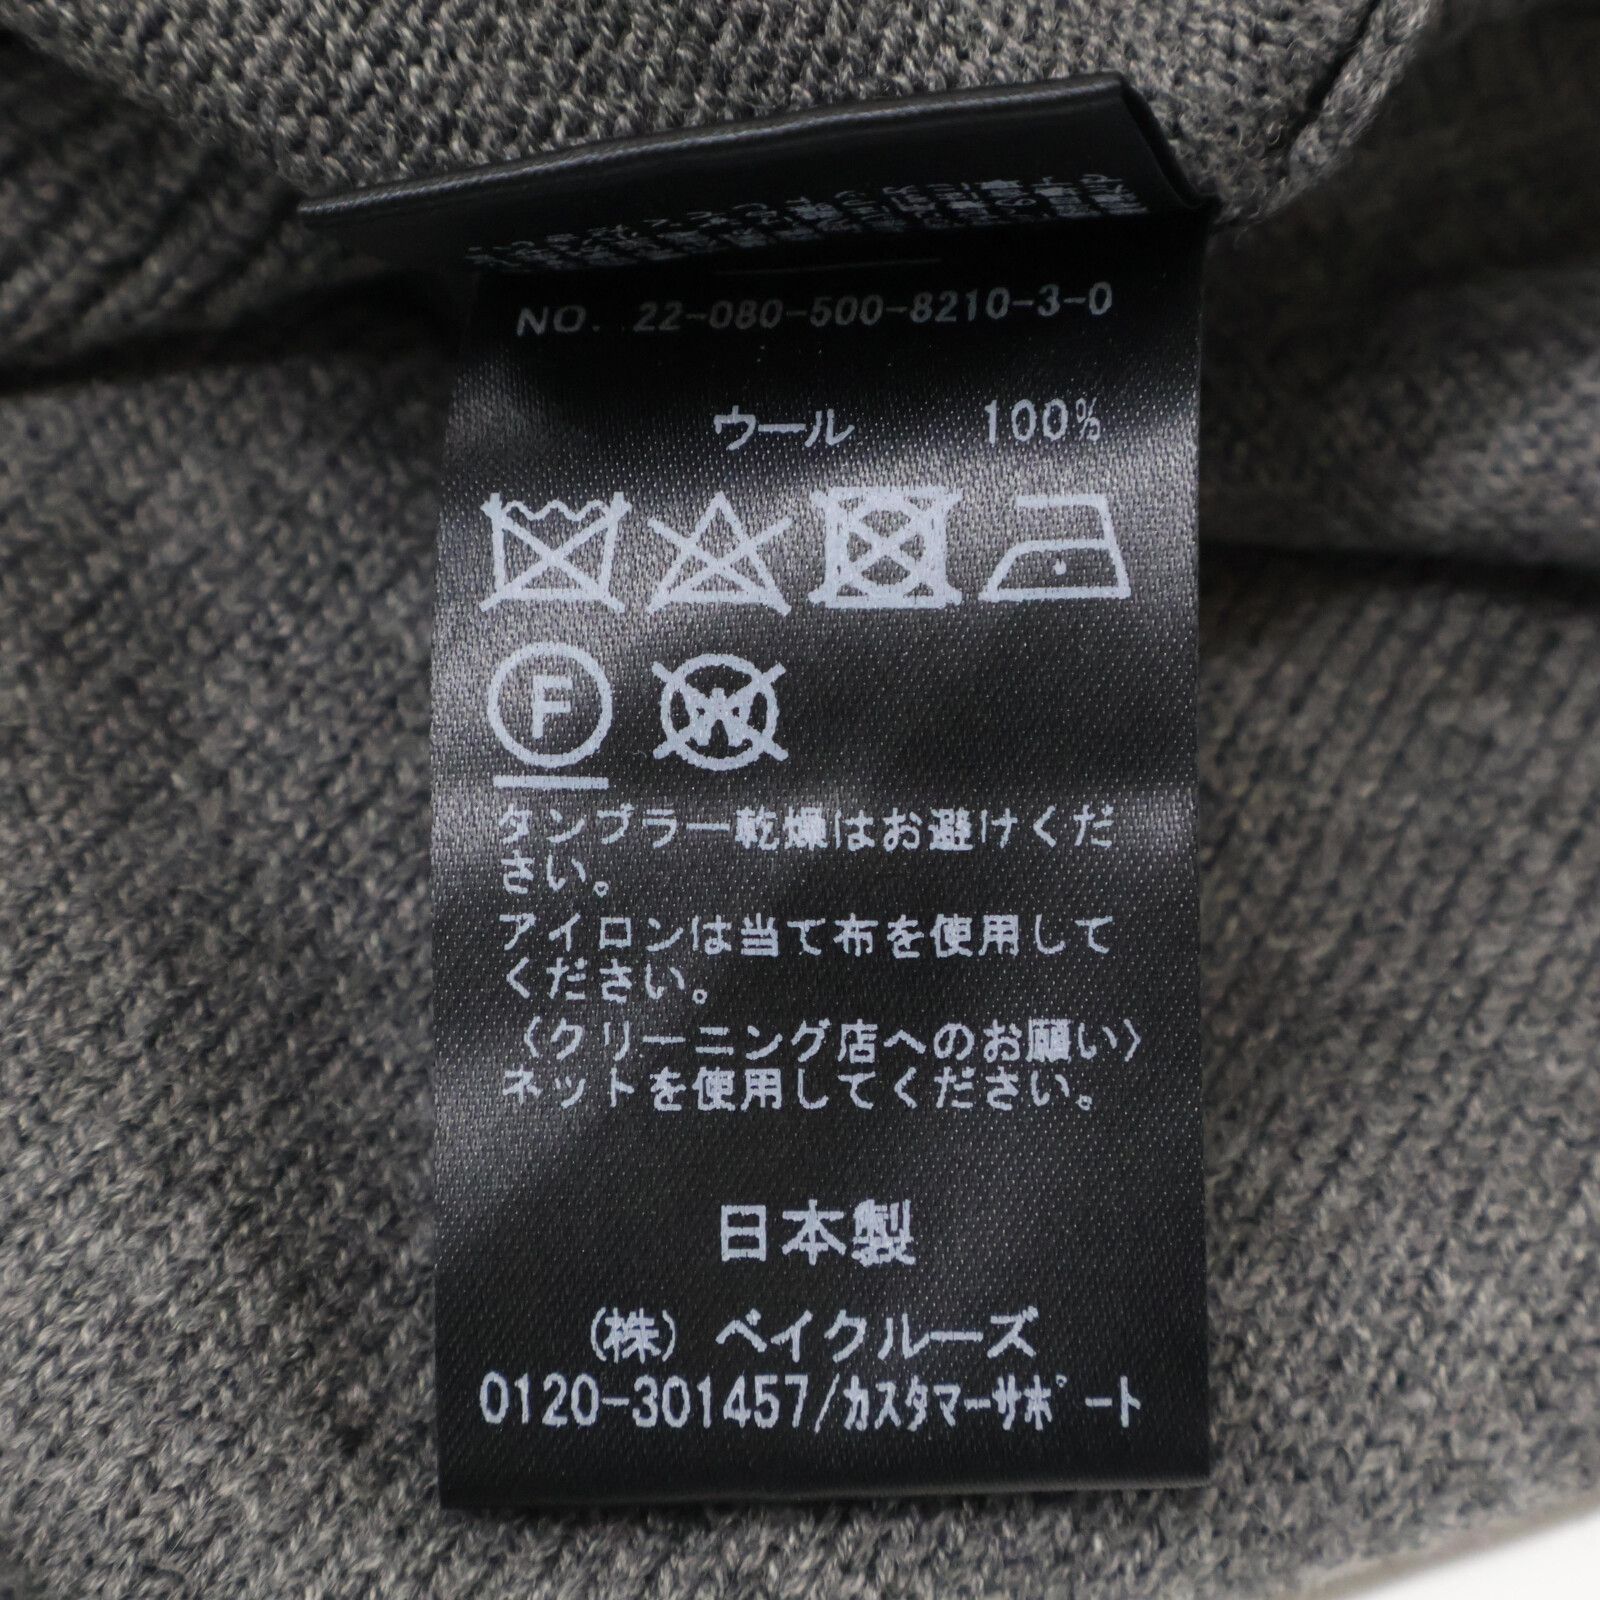 NO. 22-080-500-8210-3-0
ウール 100%
F
W
タンブラー乾燥はお避けくだ
さい。
アイロンは当て布を使用して
ください。
〈クリーニング店へのお願い〉
ネットを使用してください。
日本製
(株) ベイクルーズ
0120-301457/ｶｽﾀﾏｰｻﾎﾟｰﾄ